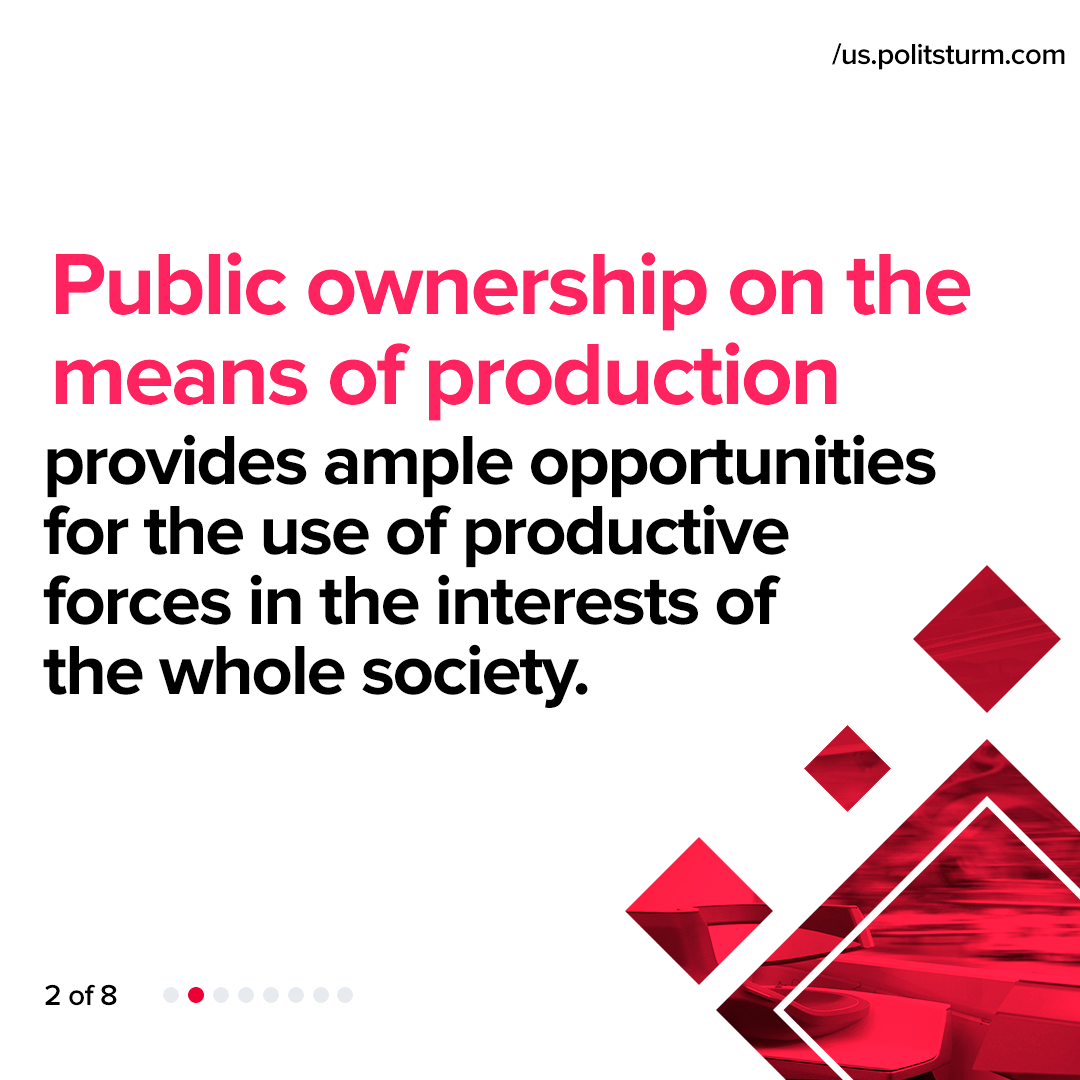 /us.politsturm.com
Public ownership on the
means of production
provides ample opportunities
for the use of productive
forces in the interests of
the whole society.
2 of 8